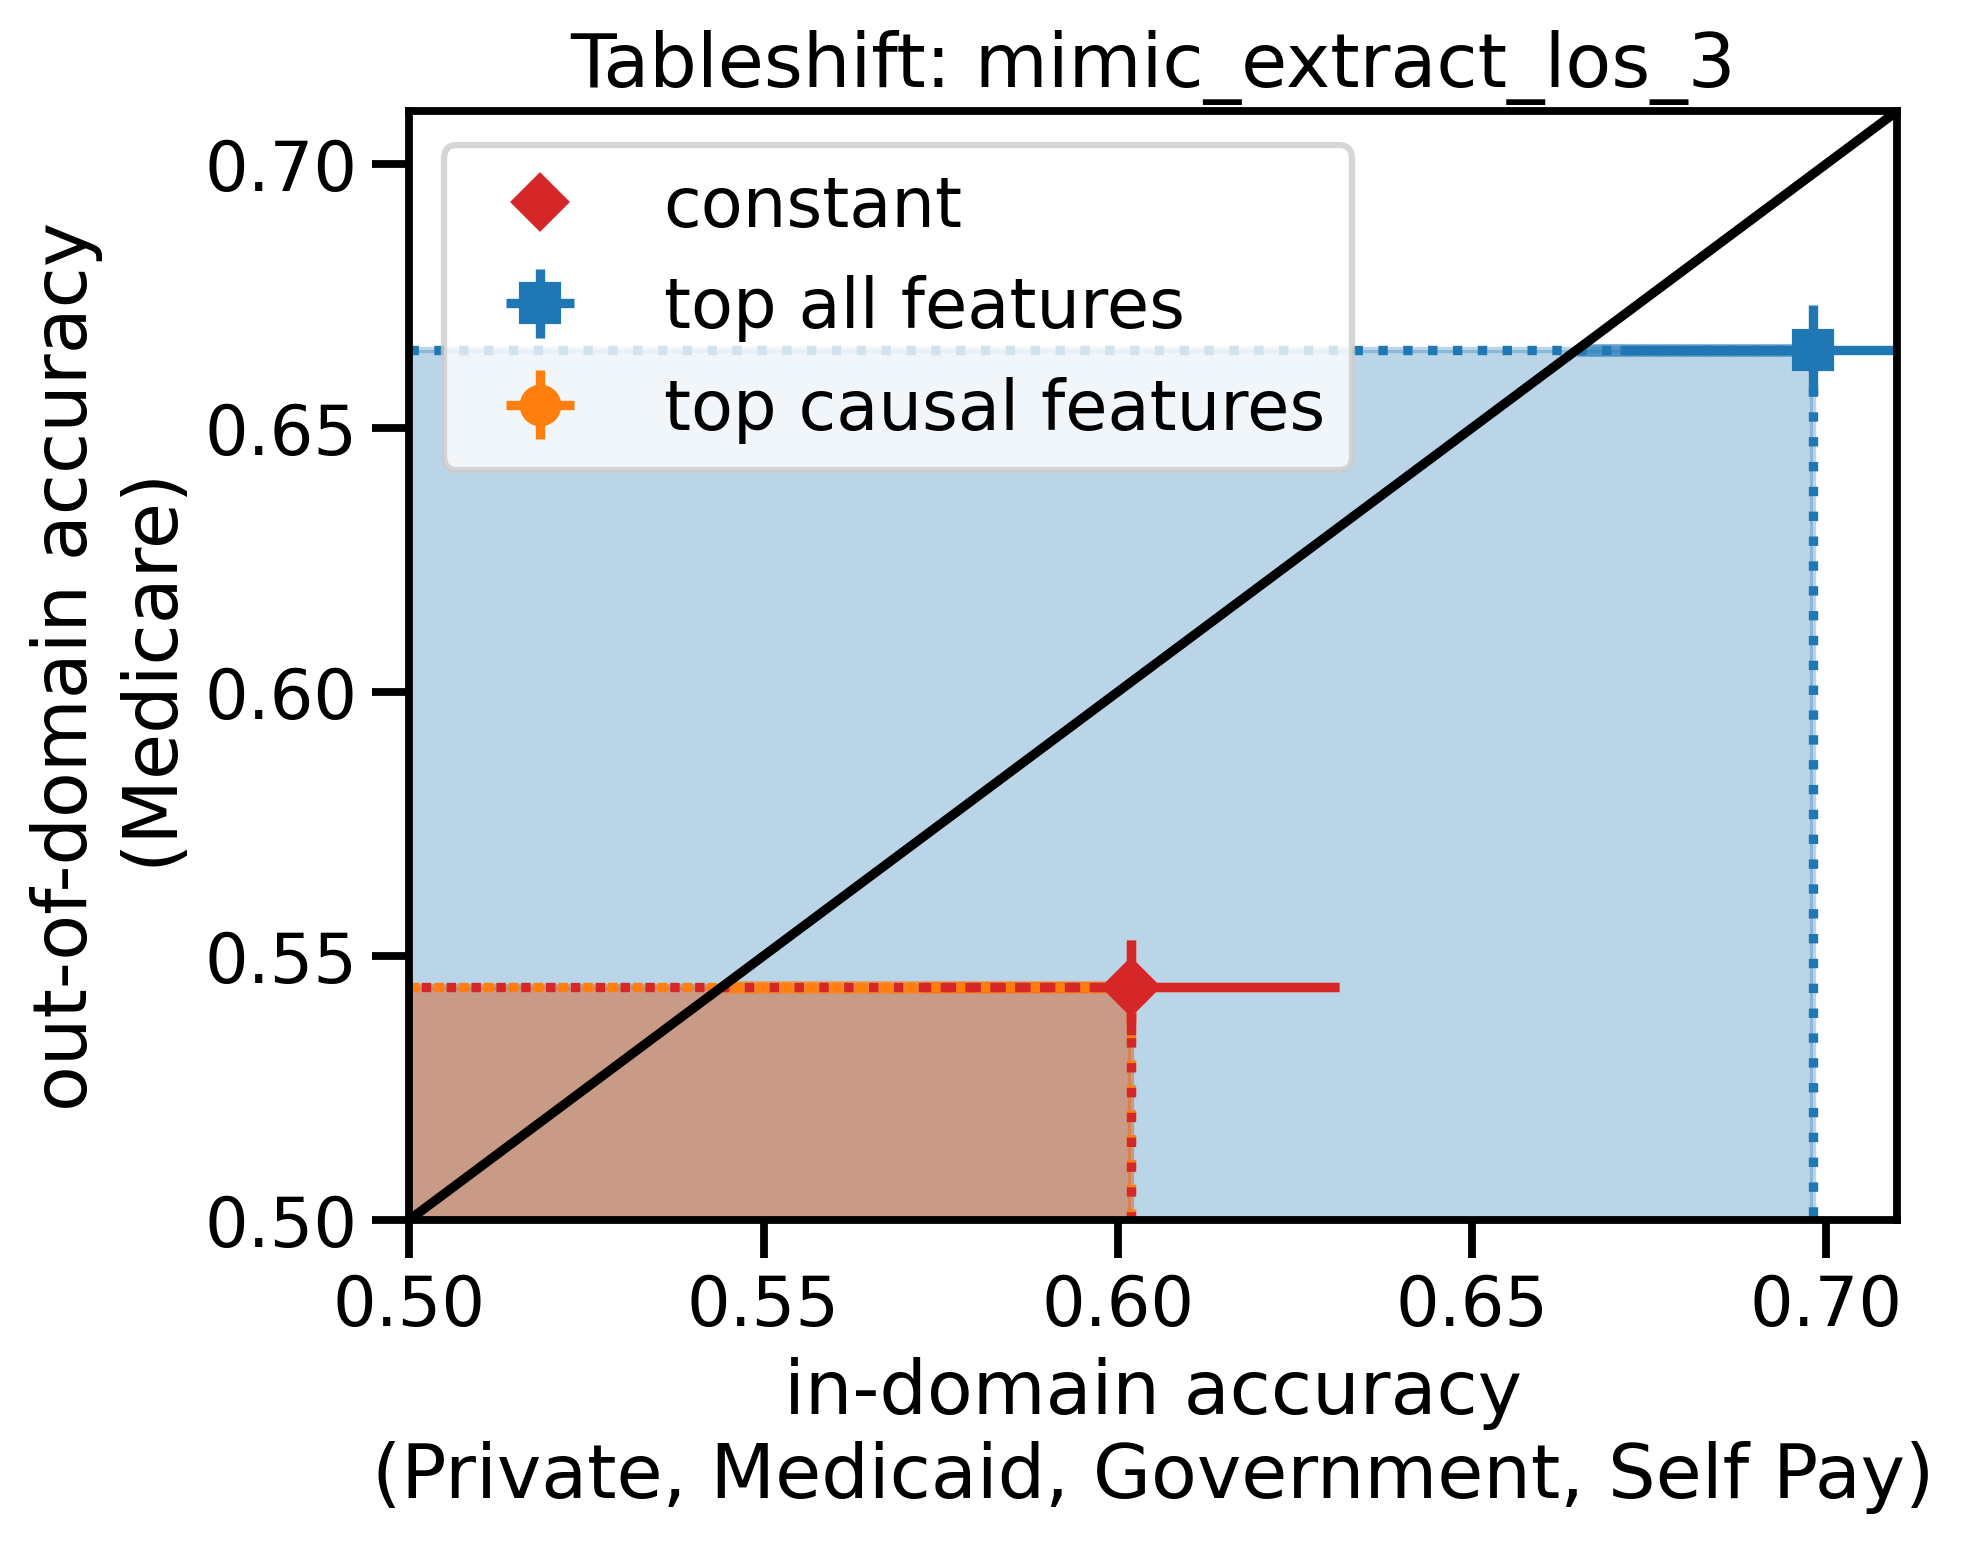 Tableshift: mimic_extract_los_3
constant
top all features
top causal features
out-of-domain accuracy
(Medicare)
0.70
0.65
0.60
0.55
0.50
0.50 0.55 0.60 0.65 0.70
in-domain accuracy
(Private, Medicaid, Government, Self Pay)